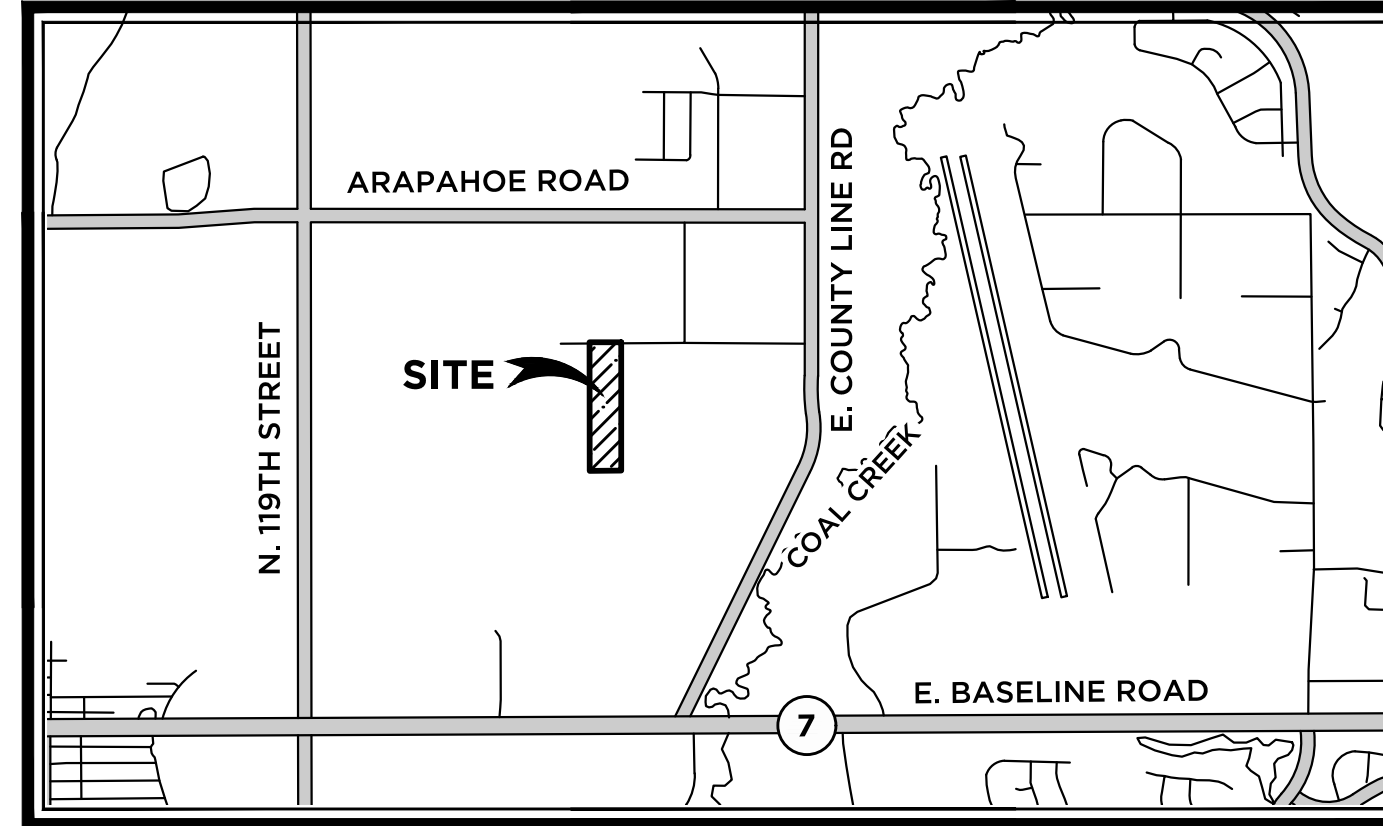 ARAPAHOE ROAD
E. COUNTY LINE RD
N. 119TH STREET
SITE
COAL CREEK
E. BASELINE ROAD
7